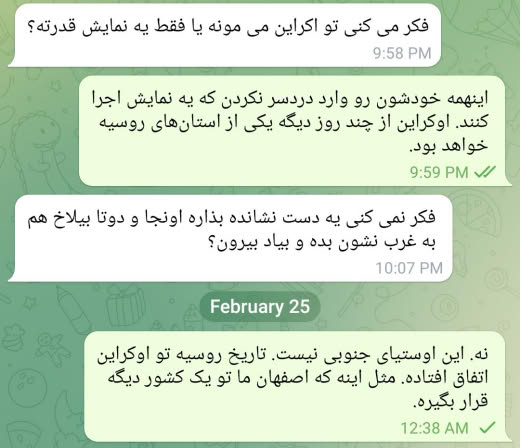 فکر می کنی تو اکراین می مونه یا فقط یه نمایش قدرته؟
9:58 PM
اینهمه خودشون رو وارد دردسر نکردن که یه نمایش اجرا
کنند. اوکراین از چند روز دیگه یکی از استان‌های روسیه
خواهد بود.
9:59 PM
فکر نمی کنی یه دست نشانده بذاره اونجا و دوتا بیلاخ هم
به غرب نشون بده و بیاد بیرون؟
10:07 PM
February 25
نه. این اوستیای جنوبی نیست. تاریخ روسیه تو اوکراین
اتفاق افتاده. مثل اینه که اصفهان ما تو یک کشور دیگه
قرار بگیره.
12:38 AM